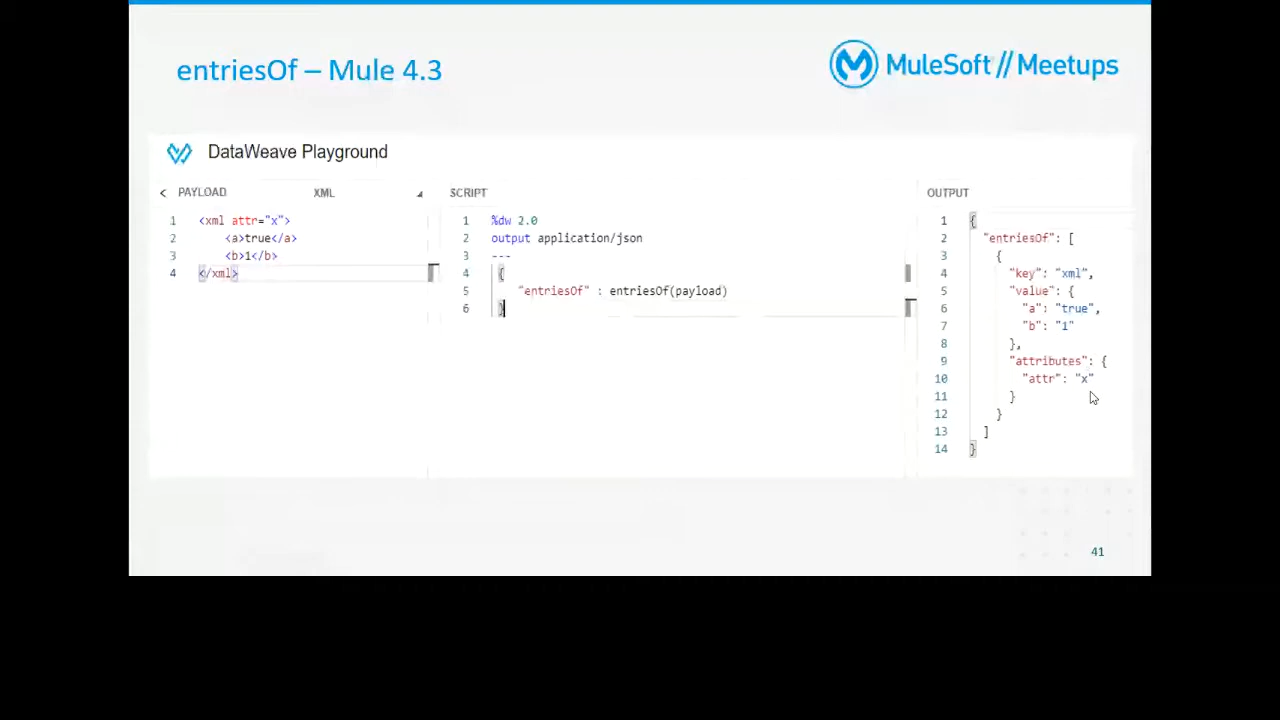 entriesOf – Mule 4.3
MuleSoft // Meetups
DataWeave Playground
< PAYLOAD XML
1 <xml attr="x">
2 <a>true</a>
3 <b>1</b>
4 </xml>
SCRIPT
1 %dw 2.0
2 output application/json
3 ---
4 {
5 "entriesOf" : entriesOf(payload)
6 }
OUTPUT
1 {
2 "entriesOf": [
3 {
4 "key": "xml",
5 "value": {
6 "a": "true",
7 "b": "1"
8 },
9 "attributes": {
10 "attr": "x"
11 }
12 }
13 ]
14 }
41